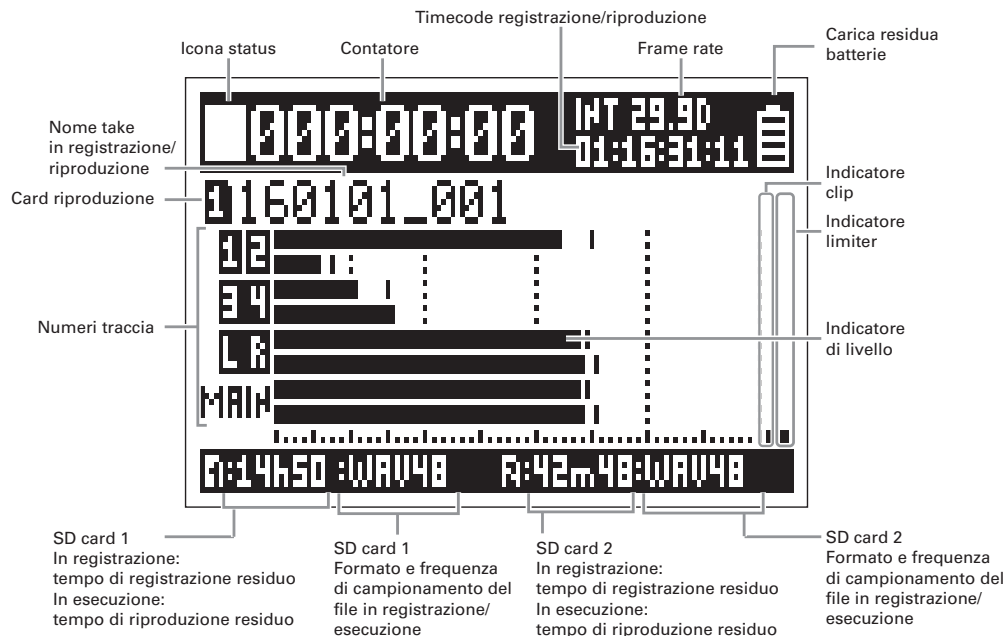 Timecode registrazione/riproduzione
Icona status
Contatore
Frame rate
Carica residua
batterie
000:00:00
INT 29.9D
01:16:31:11
Nome take
in registrazione/
riproduzione
Card riproduzione
1 160101_001
Indicatore
clip
Indicatore
limiter
Numeri traccia
1 2
3 4
L R
MAIN
Indicatore
di livello
:14h50 :WAV48
:42m48:WAV48
SD card 1
In registrazione:
tempo di registrazione residuo
In esecuzione:
tempo di riproduzione residuo
SD card 1
Formato e frequenza
di campionamento del
file in registrazione/
esecuzione
SD card 2
In registrazione:
tempo di registrazione residuo
In esecuzione:
tempo di riproduzione residuo
SD card 2
Formato e frequenza
di campionamento del
file in registrazione/
esecuzione